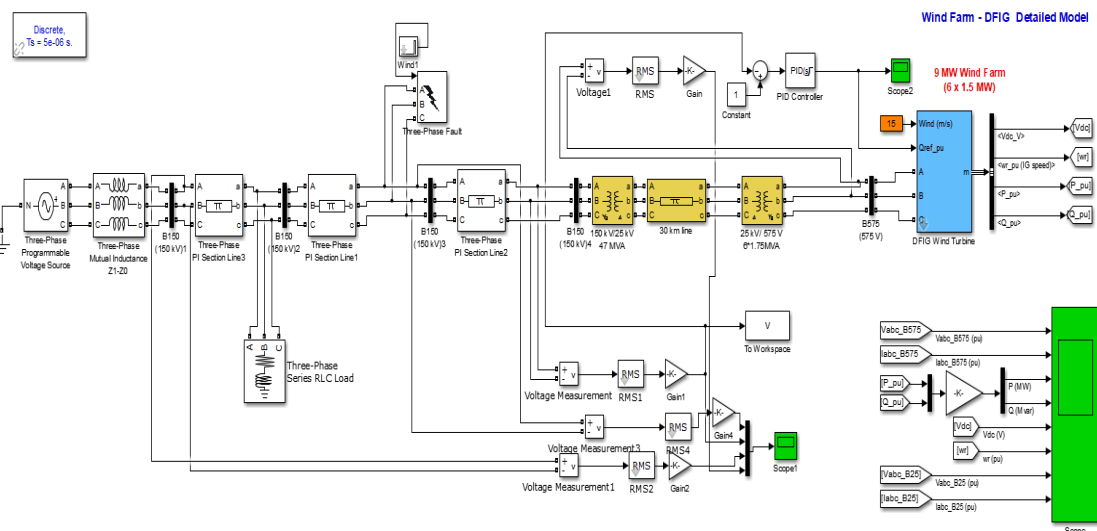 Wind Farm - DFIG Detailed Model
Discrete,
Ts = 5e-06 s.
Wind1
A
B
C
Three-Phase Fault
+
-
v
Voltage1
RMS
RMS
-K-
Gain
1
Constant
PID(s)
PID Controller
Scope2
9 MW Wind Farm
(6 x 1.5 MW)
15
Wind (m/s)
Qref_pu
A
B
C
m
DFIG Wind Turbine
<Vdc_V>
<wr_pu (IG speed)>
<P_pu>
<Q_pu>
[Vdc]
[wr]
[P_pu]
[Q_pu]
N
A
B
C
Three-Phase
Programmable
Voltage Source
A
B
C
a
b
c
Three-Phase
Mutual Inductance
Z1-Z0
B150
(150 kV)1
A
B
C
a
b
c
Three-Phase
PI Section Line3
B150
(150 kV)2
A
B
C
a
b
c
Three-Phase
PI Section Line1
B150
(150 kV)3
A
B
C
a
b
c
Three-Phase
PI Section Line2
B150
(150 kV)4
A
B
C
a
b
c
150 kV/25 kV
47 MVA
A
B
C
a
b
c
30 km line
A
B
C
a
b
c
25 kV/ 575 V
6*1.75MVA
B575
(575 V)
A B C
Three-Phase
Series RLC Load
V
To Workspace
+
-
v
Voltage Measurement
RMS
RMS1
-K-
Gain1
+
-
v
Voltage Measurement3
RMS
RMS4
-K-
Gain4
+
-
v
Voltage Measurement1
RMS
RMS2
-K-
Gain2
Scope1
Vabc_B575
Vabc_B575 (pu)
Iabc_B575
Iabc_B575 (pu)
[P_pu]
[Q_pu]
-K-
P (MW)
Q (Mvar)
[Vdc]
Vdc (V)
[wr]
wr (pu)
Vabc_B25]
Vabc_B25 (pu)
[Iabc_B25]
Iabc_B25 (pu)